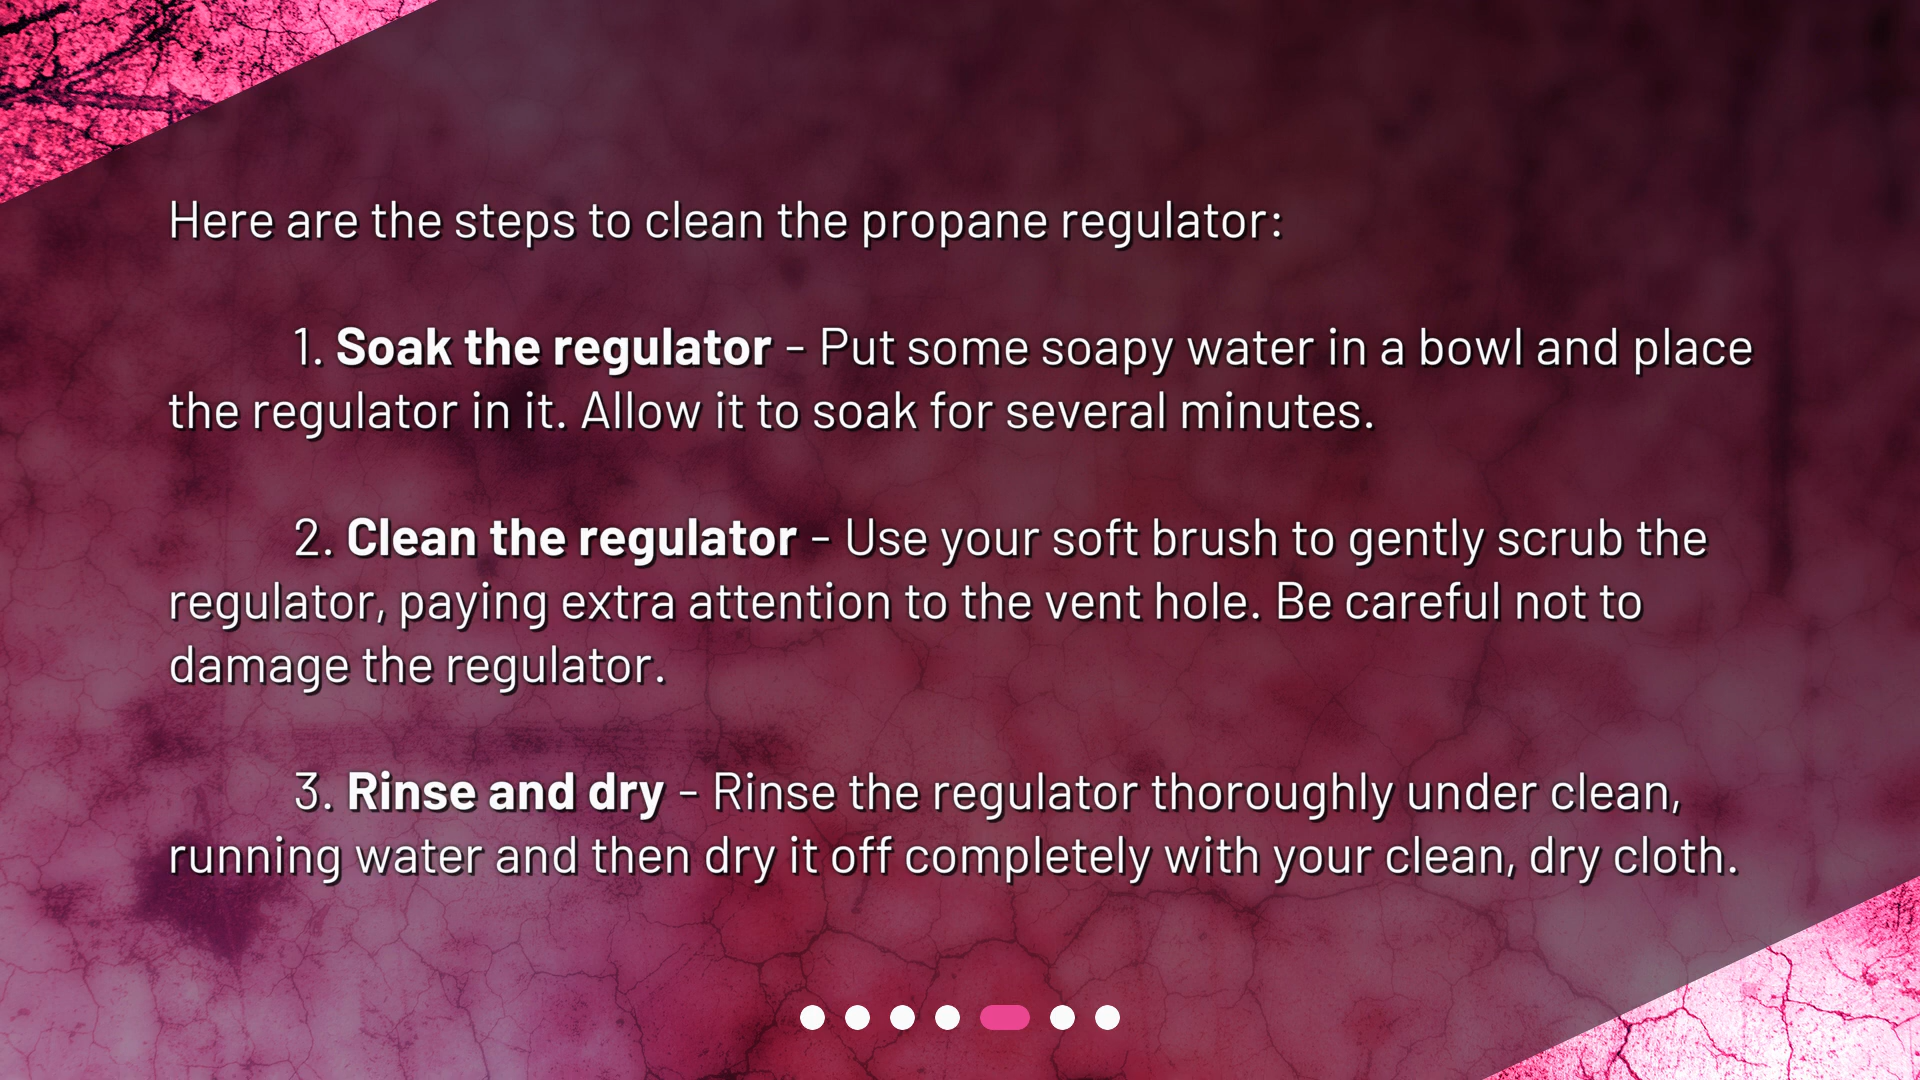 Here are the steps to clean the propane regulator:
1. Soak the regulator - Put some soapy water in a bowl and place
the regulator in it. Allow it to soak for several minutes.
2. Clean the regulator - Use your soft brush to gently scrub the
regulator, paying extra attention to the vent hole. Be careful not to
damage the regulator.
3. Rinse and dry - Rinse the regulator thoroughly under clean,
running water and then dry it off completely with your clean, dry cloth.